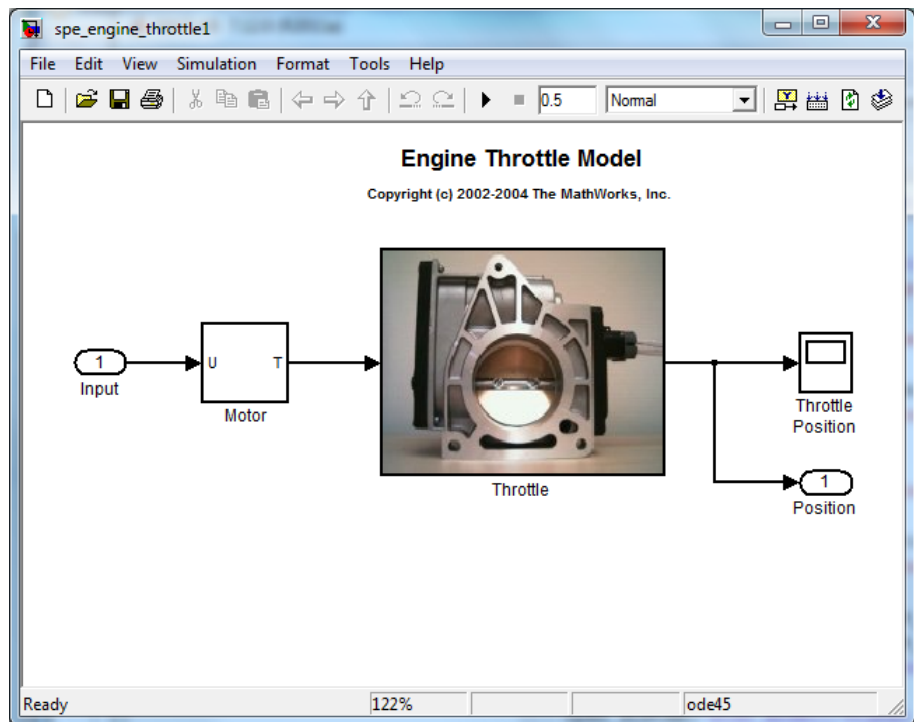 spe_engine_throttle1
File Edit View Simulation Format Tools Help
0.5 Normal
Engine Throttle Model
Copyright (c) 2002-2004 The MathWorks, Inc.
1
Input
U T
Motor
Throttle
Throttle
Position
1
Position
Ready 122% ode45